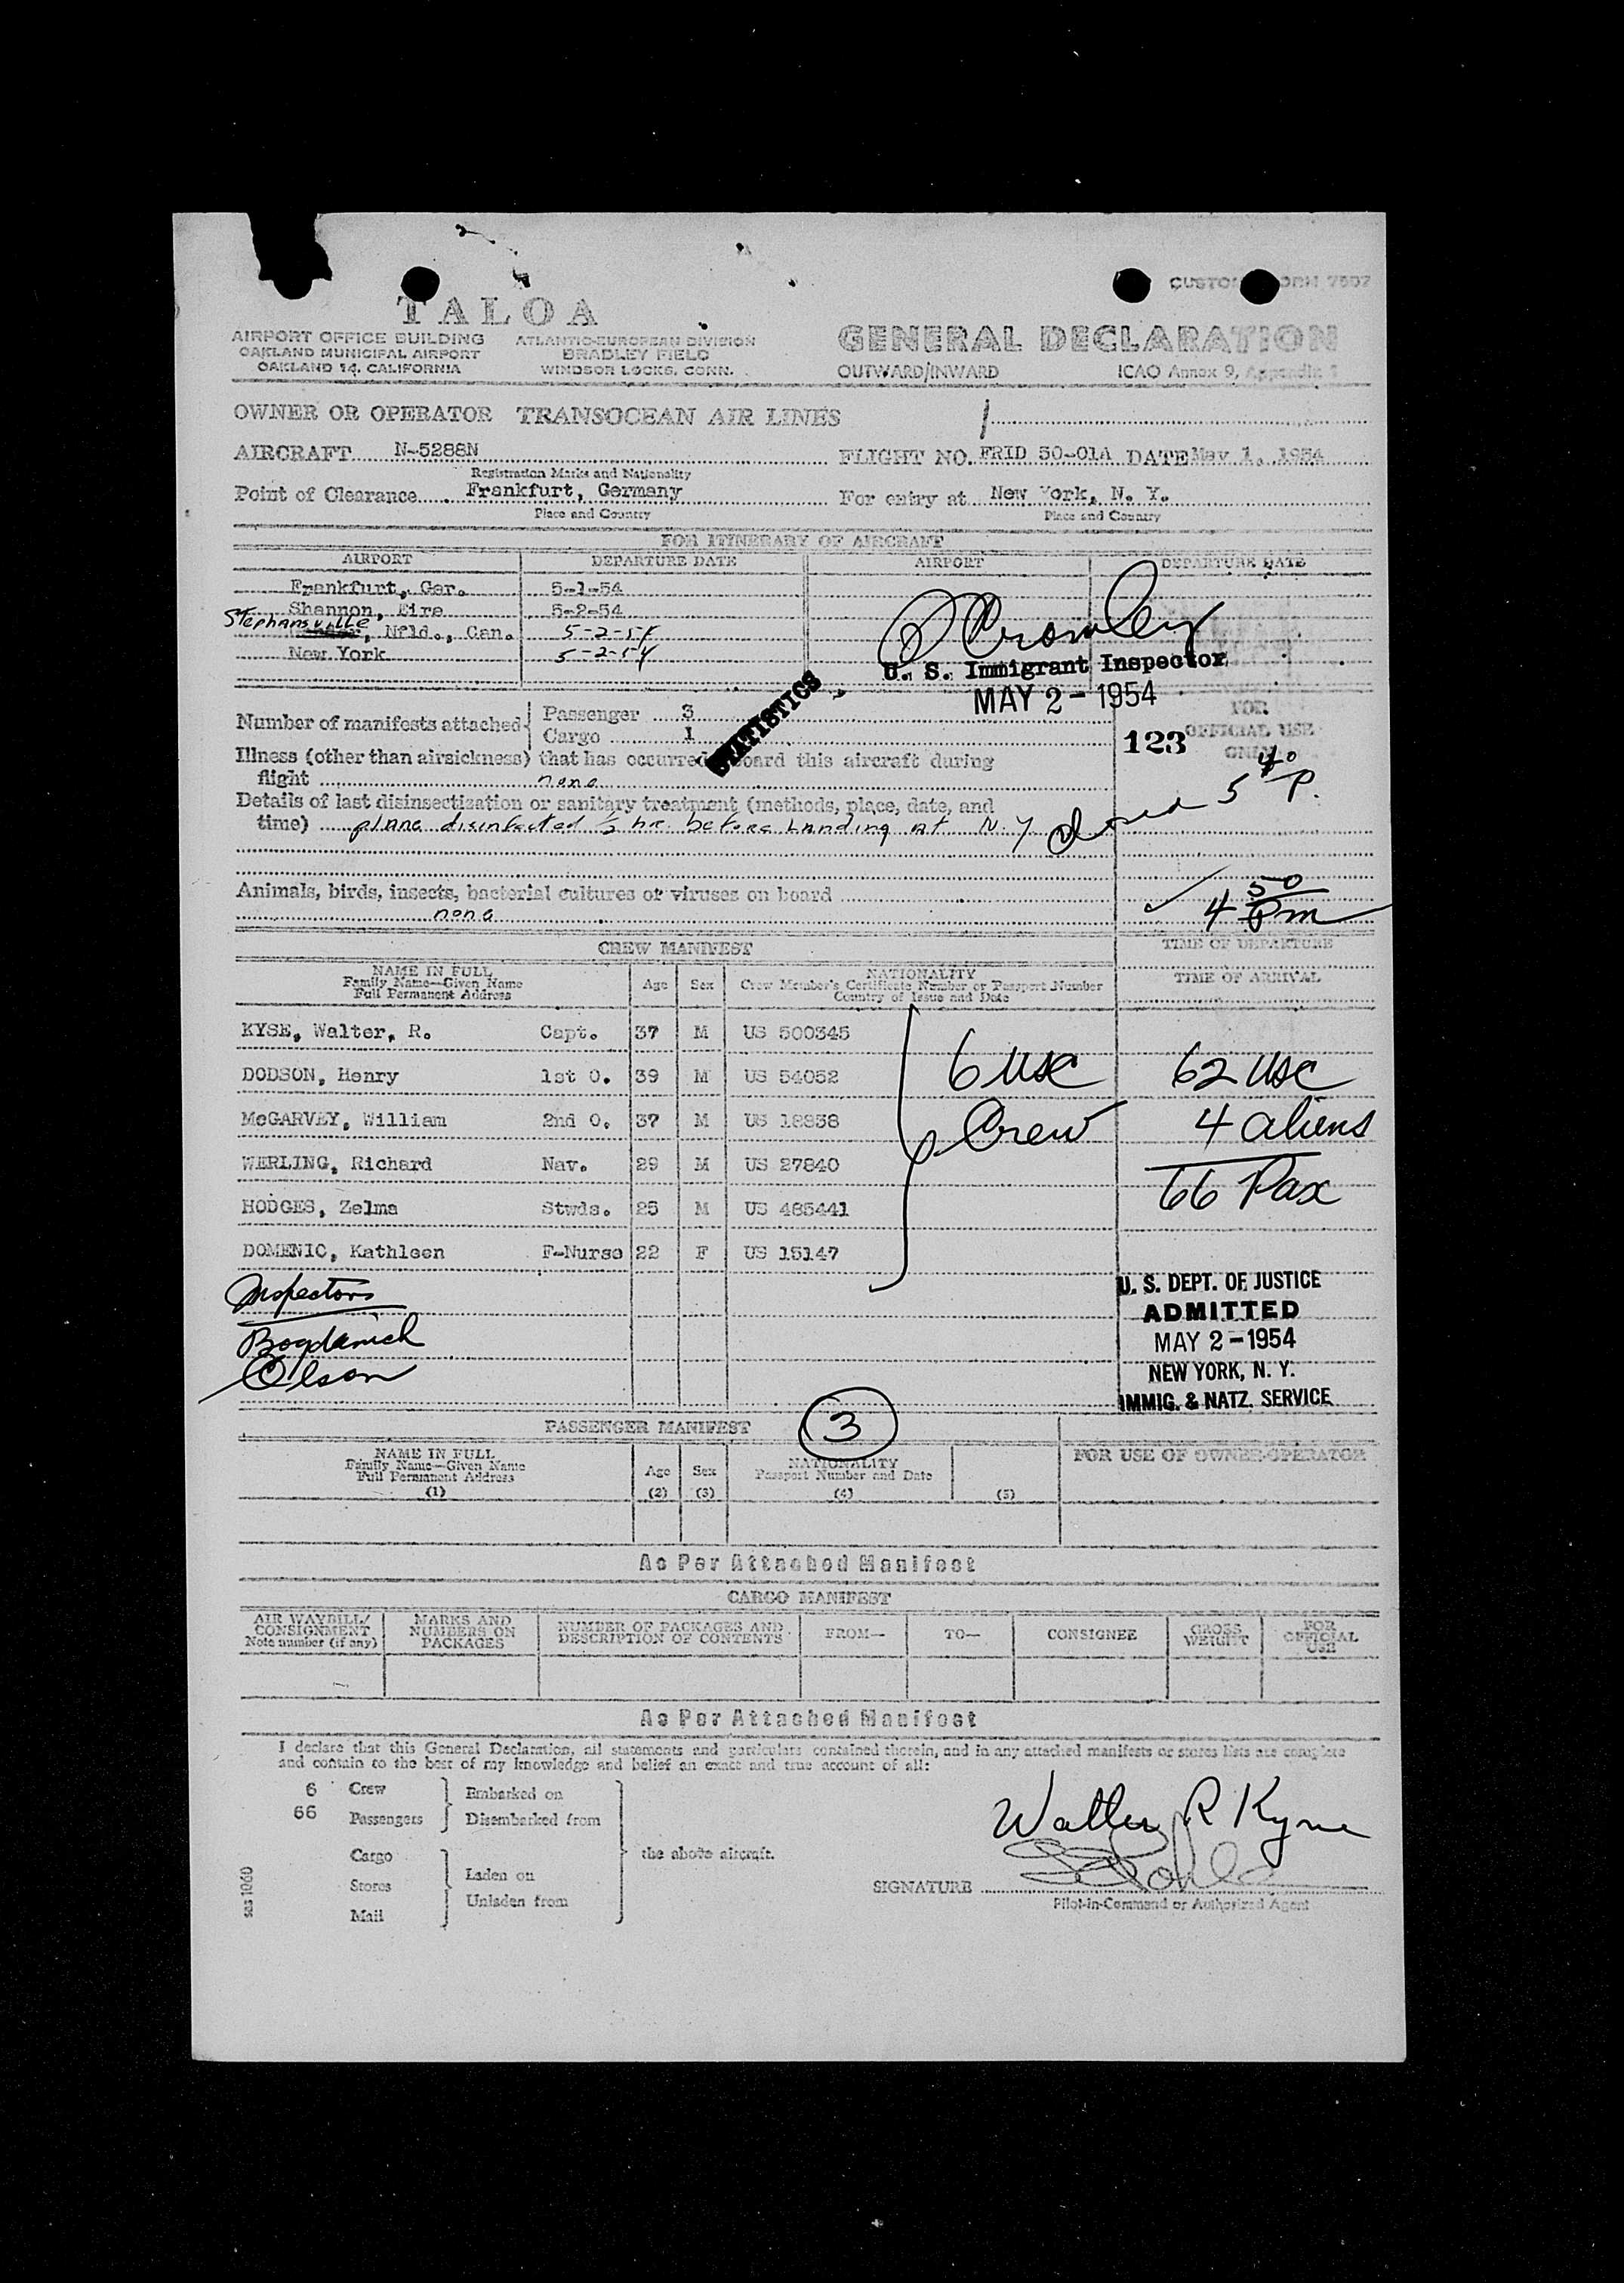 CUSTO ORM 7507
TALOA
AIRPORT OFFICE BUILDING
OAKLAND MUNICIPAL AIRPORT
OAKLAND 14, CALIFORNIA
ATLANTIC-EUROPEAN DIVISION
BRADLEY FIELD
WINDSOR LOCKS, CONN.
GENERAL DECLARATION
OUTWARD/INWARD ICAO Annex 9, Appendix 1
OWNER OR OPERATOR TRANSOCEAN AIR LINES
AIRCRAFT N-5288N FLIGHT NO. FRID 50-01A DATE May 1, 1954
Registration Marks and Nationality
Point of Clearance Frankfurt, Germany For entry at New York, N. Y.
Place and Country Place and Country
FOR ITINERARY OF AIRCRAFT
AIRPORT DEPARTURE DATE AIRPORT DEPARTURE DATE
Frankfurt, Ger. 5-1-54
Shannon, Eire 5-2-54
Stephansville, Nfld., Can. 5-2-54
New York 5-2-54
Cromley
U. S. Immigrant Inspector
MAY 2 - 1954
STATISTICS
Number of manifests attached Passenger 3
Cargo 1
123
FOR
OFFICIAL USE
ONLY
Illness (other than airsickness) that has occurred board this aircraft during
flight none
5 40 P.
Details of last disinsectization or sanitary treatment (methods, place, date, and
time) plane disinfected ½ hr. before Landing at N.Y
Animals, birds, insects, bacterial cultures or viruses on board
none
4 50 Pm
CREW MANIFEST
TIME OF DEPARTURE
TIME OF ARRIVAL
NAME IN FULL
Family Name—Given Name
Full Permanent Address
Age Sex
NATIONALITY
Crew Member's Certificate Number or Passport Number
Country of Issue and Date
KYSE, Walter, R. Capt. 37 M US 500345
DODSON, Henry 1st O. 39 M US 54052
McGARVEY, William 2nd O. 37 M US 18838
WERLING, Richard Nav. 29 M US 27840
HODGES, Zelma Stwds. 25 M US 485441
DOMENIC, Kathleen F-Nurse 22 F US 15147
6 USC
Crew
62 USC
4 aliens
66 Pax
Inspectors
Bogdanich
Olson
U. S. DEPT. OF JUSTICE
ADMITTED
MAY 2 - 1954
NEW YORK, N. Y.
IMMIG. & NATZ. SERVICE
PASSENGER MANIFEST 3
NAME IN FULL
Family Name—Given Name
Full Permanent Address
(1)
Age
(2)
Sex
(3)
NATIONALITY
Passport Number and Date
(4)
(5)
FOR USE OF OWNER-OPERATOR
As Per Attached Manifest
CARGO MANIFEST
AIR WAYBILL/
CONSIGNMENT
Note number (if any)
MARKS AND
NUMBERS ON
PACKAGES
NUMBER OF PACKAGES AND
DESCRIPTION OF CONTENTS
FROM— TO— CONSIGNEE
GROSS
WEIGHT
FOR
OFFICIAL
USE
As Per Attached Manifest
I declare that this General Declaration, all statements and particulars contained therein, and in any attached manifests or stores lists are complete
and contain to the best of my knowledge and belief an exact and true account of all:
6 Crew Embarked on
66 Passengers Disembarked from
the above aircraft.
Cargo
Stores Laden on
Mail Unladen from
Walter R Kyne
SIGNATURE
Pilot-in-Command or Authorized Agent